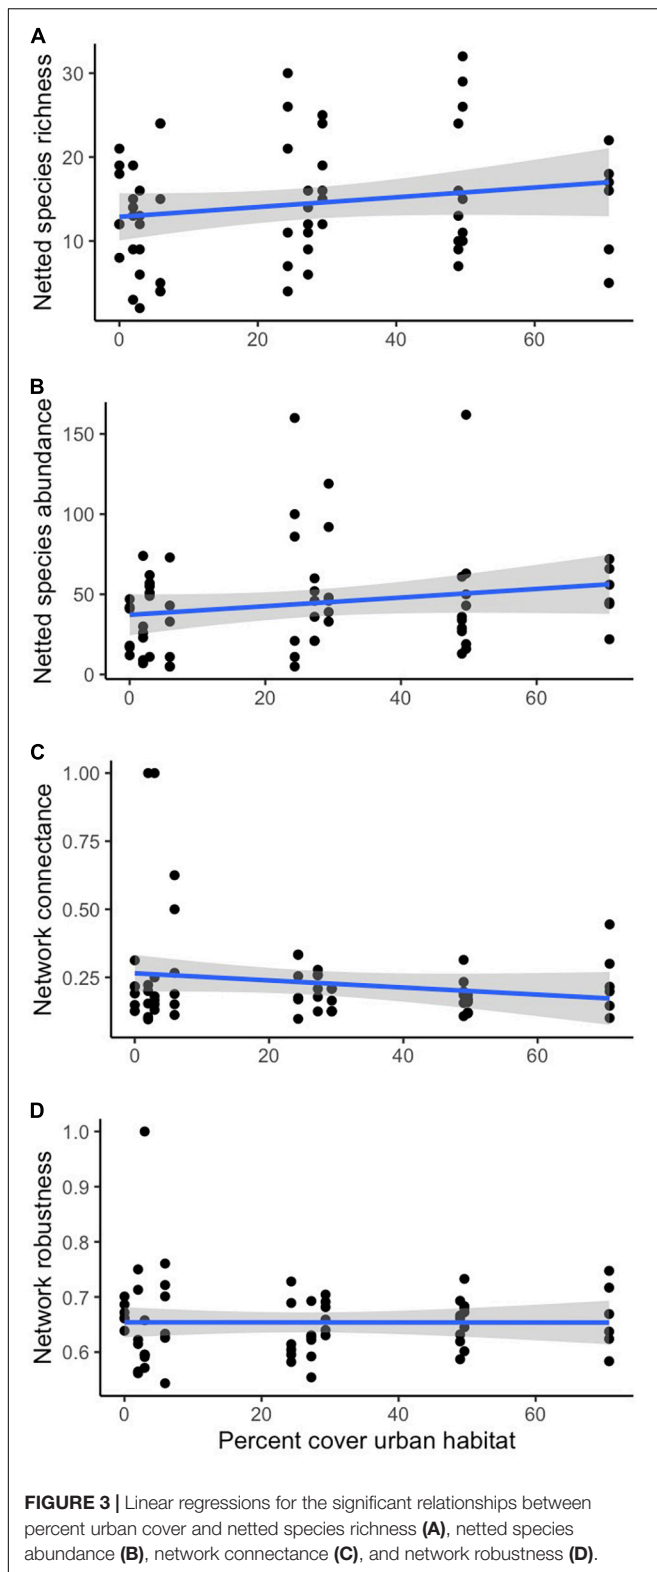 A
Netted species richness
30
20
10
0 20 40 60
B
Netted species abundance
150
100
50
0
0 20 40 60
C
Network connectance
1.00
0.75
0.50
0.25
0 20 40 60
D
Network robustness
1.0
0.9
0.8
0.7
0.6
0 20 40 60
Percent cover urban habitat
FIGURE 3 | Linear regressions for the significant relationships between
percent urban cover and netted species richness (A), netted species
abundance (B), network connectance (C), and network robustness (D).